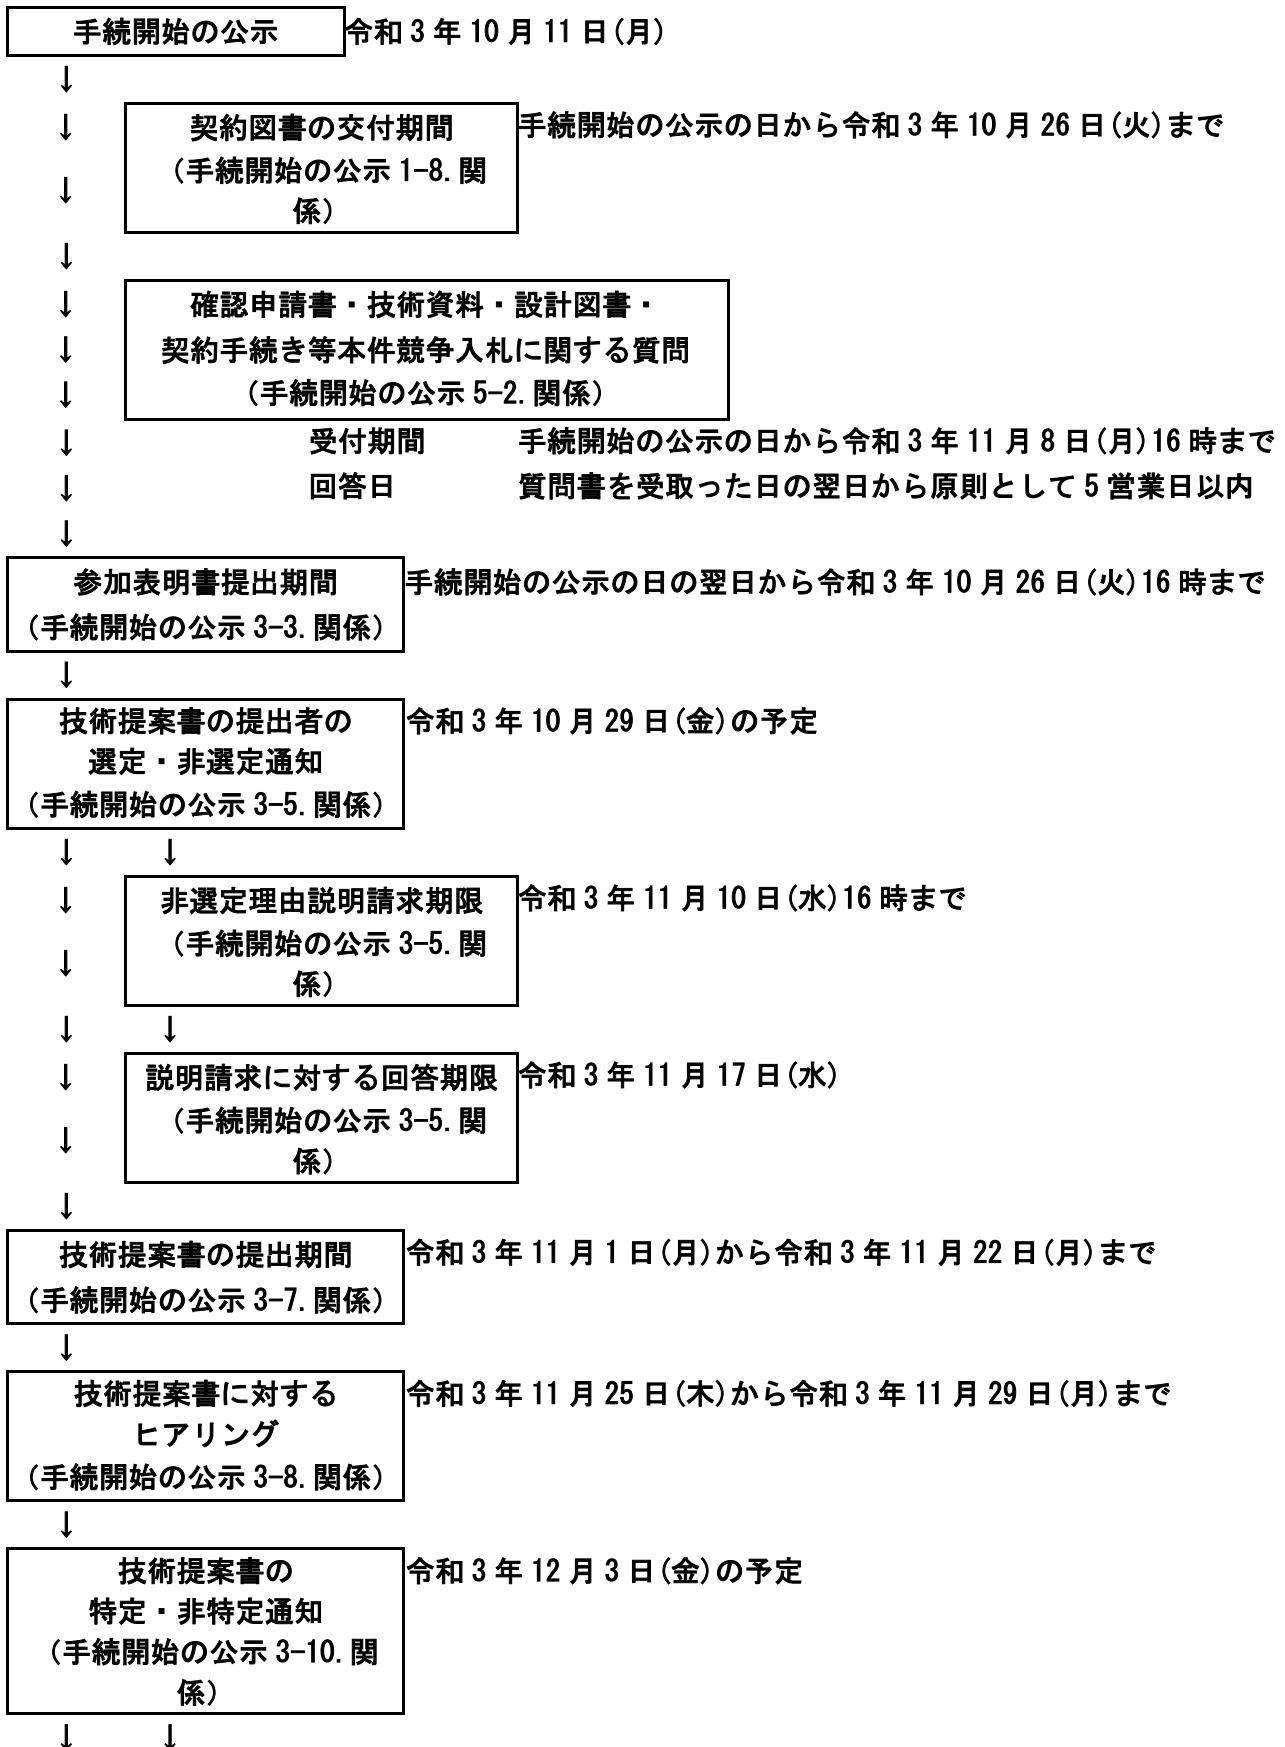 手続開始の公示 令和3年10月11日(月)
↓
↓ 契約図書の交付期間 手続開始の公示の日から令和3年10月26日(火)まで
(手続開始の公示1-8.関
↓
係)
↓
↓ 確認申請書・技術資料・設計図書・
↓ 契約手続き等本件競争入札に関する質問
↓ (手続開始の公示5-2.関係)
↓ 受付期間 手続開始の公示の日から令和3年11月8日(月)16時まで
↓ 回答日 質問書を受取った日の翌日から原則として5営業日以内
↓
参加表明書提出期間 手続開始の公示の日の翌日から令和3年10月26日(火)16時まで
(手続開始の公示3-3.関係)
↓
技術提案書の提出者の 令和3年10月29日(金)の予定
選定・非選定通知
(手続開始の公示3-5.関係)
↓ ↓
↓ 非選定理由説明請求期限 令和3年11月10日(水)16時まで
(手続開始の公示3-5.関
↓
係)
↓ ↓
↓ 説明請求に対する回答期限 令和3年11月17日(水)
(手続開始の公示3-5.関
↓
係)
↓
技術提案書の提出期間 令和3年11月1日(月)から令和3年11月22日(月)まで
(手続開始の公示3-7.関係)
↓
技術提案書に対する 令和3年11月25日(木)から令和3年11月29日(月)まで
ヒアリング
(手続開始の公示3-8.関係)
↓
技術提案書の 令和3年12月3日(金)の予定
特定・非特定通知
(手続開始の公示3-10.関
係)
↓ ↓